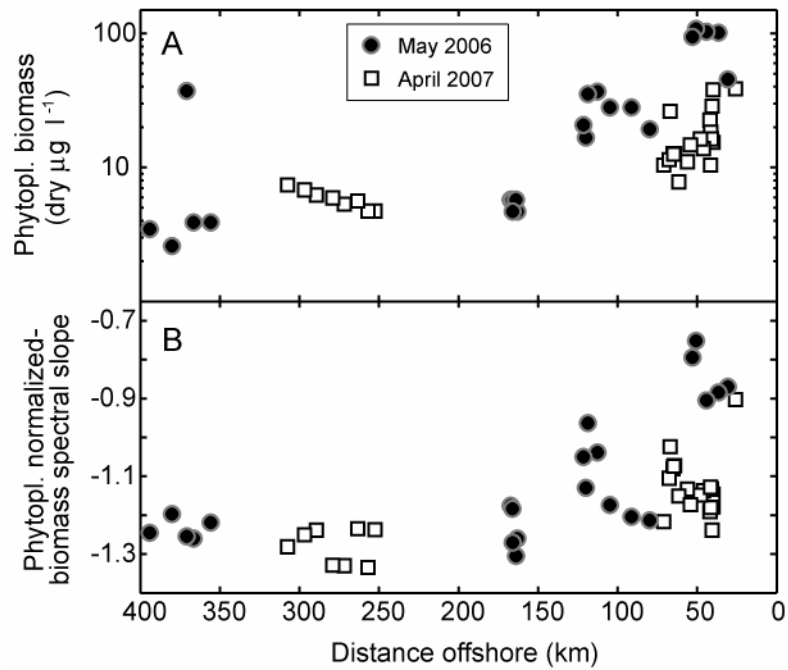 A
May 2006
April 2007
100
10
Phytopl. biomass
(dry µg l⁻¹)
B
-0.7
-0.9
-1.1
-1.3
Phytopl. normalized-
biomass spectral slope
400 350 300 250 200 150 100 50 0
Distance offshore (km)